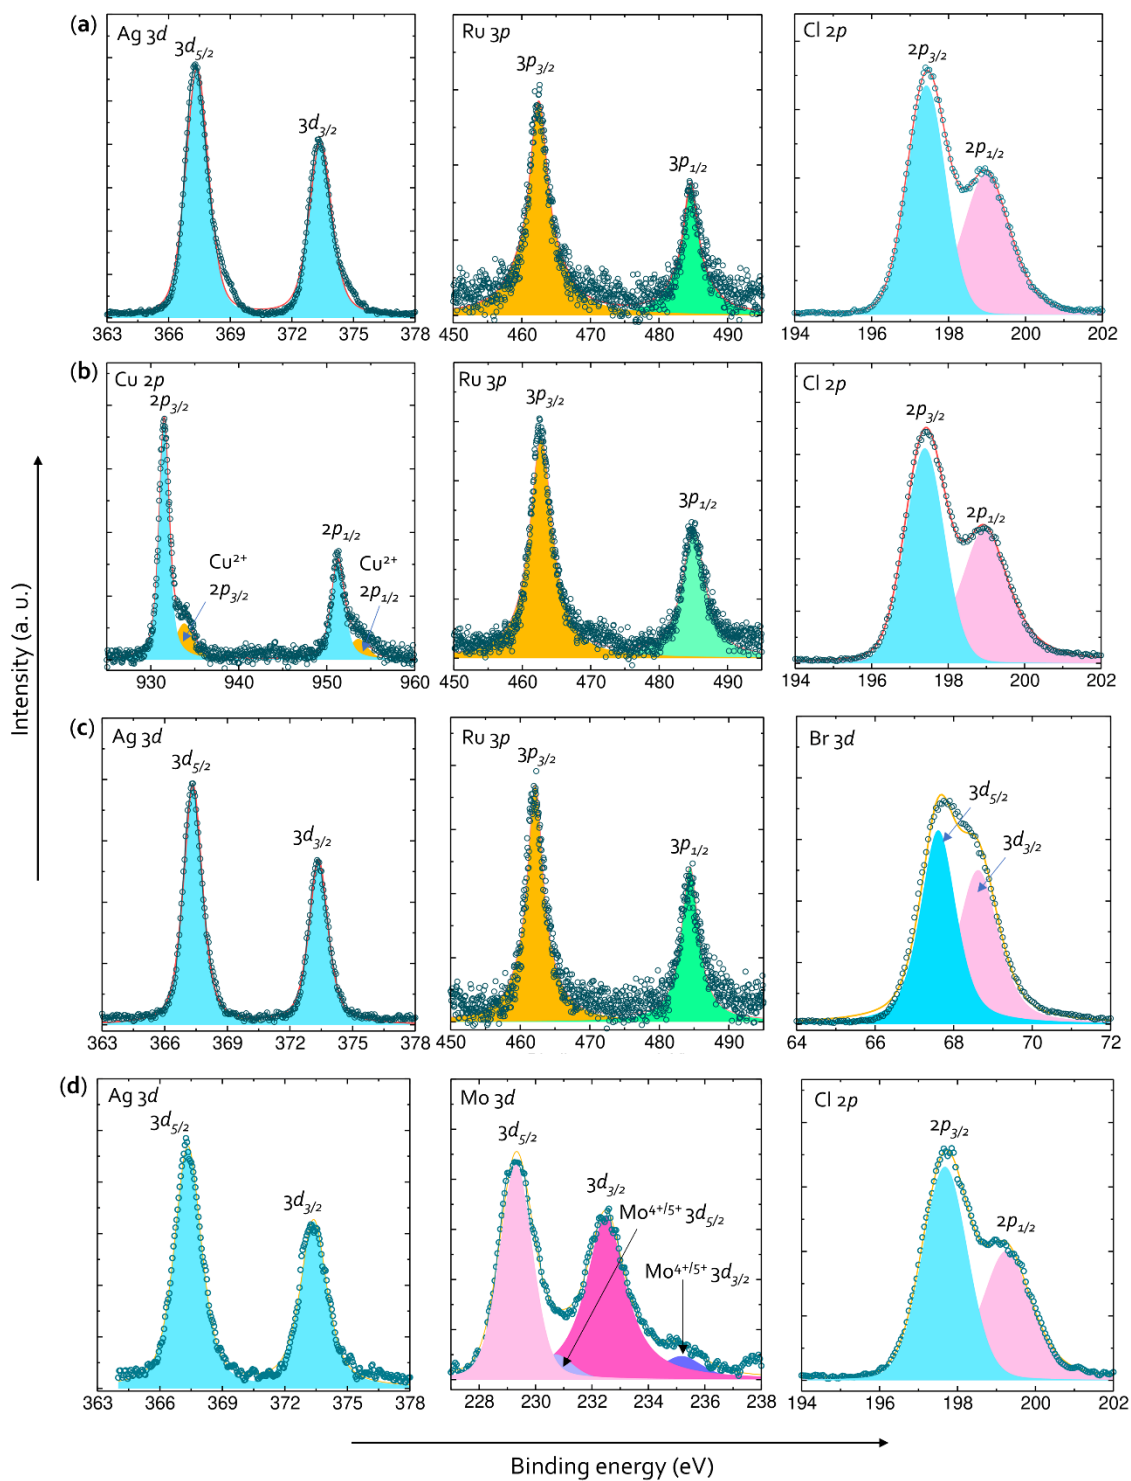 (a)
Ag 3d
3d5/2
3d3/2
363 366 369 372 375 378
Ru 3p
3p3/2
3p1/2
450 460 470 480 490
Cl 2p
2p3/2
2p1/2
194 196 198 200 202
(b)
Cu 2p
2p3/2
Cu2+
2p3/2
2p1/2
Cu2+
2p1/2
930 940 950 960
Ru 3p
3p3/2
3p1/2
450 460 470 480 490
Cl 2p
2p3/2
2p1/2
194 196 198 200 202
(c)
Ag 3d
3d5/2
3d3/2
363 366 369 372 375 378
Ru 3p
3p3/2
3p1/2
450 460 470 480 490
Br 3d
3d5/2
3d3/2
64 66 68 70 72
(d)
Ag 3d
3d5/2
3d3/2
363 366 369 372 375 378
Mo 3d
3d5/2
3d3/2
Mo4+/5+ 3d5/2
Mo4+/5+ 3d3/2
228 230 232 234 236 238
Cl 2p
2p3/2
2p1/2
194 196 198 200 202
Intensity (a. u.)
Binding energy (eV)